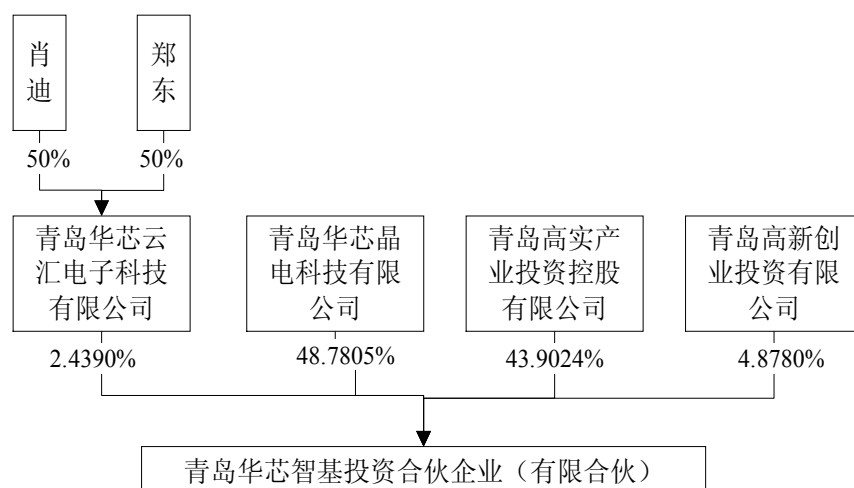 肖
迪
郑
东
50%
50%
青岛华芯云
汇电子科技
有限公司
青岛华芯晶
电科技有限
公司
青岛高实产
业投资控股
有限公司
青岛高新创
业投资有限
公司
2.4390%
48.7805%
43.9024%
4.8780%
青岛华芯智基投资合伙企业（有限合伙）